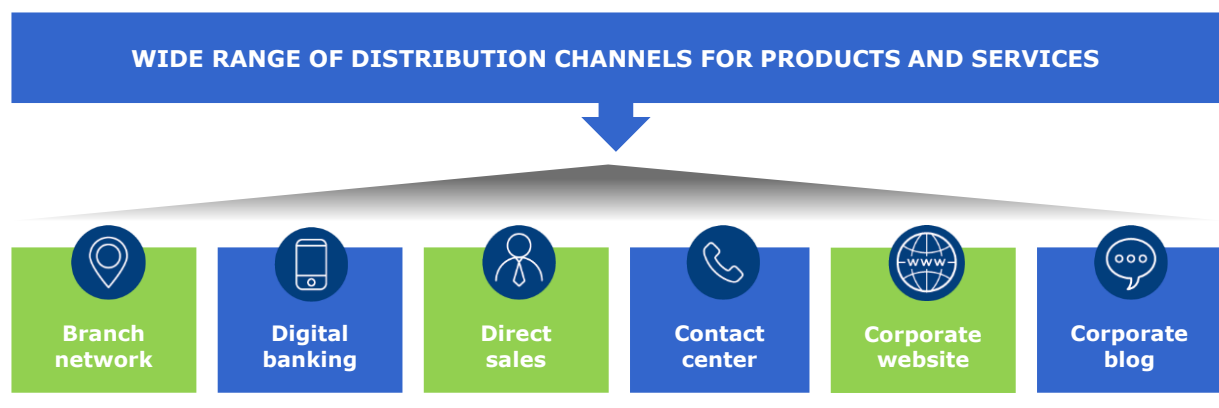 WIDE RANGE OF DISTRIBUTION CHANNELS FOR PRODUCTS AND SERVICES
Branch
network
Digital
banking
Direct
sales
Contact
center
www
Corporate
website
Corporate
blog